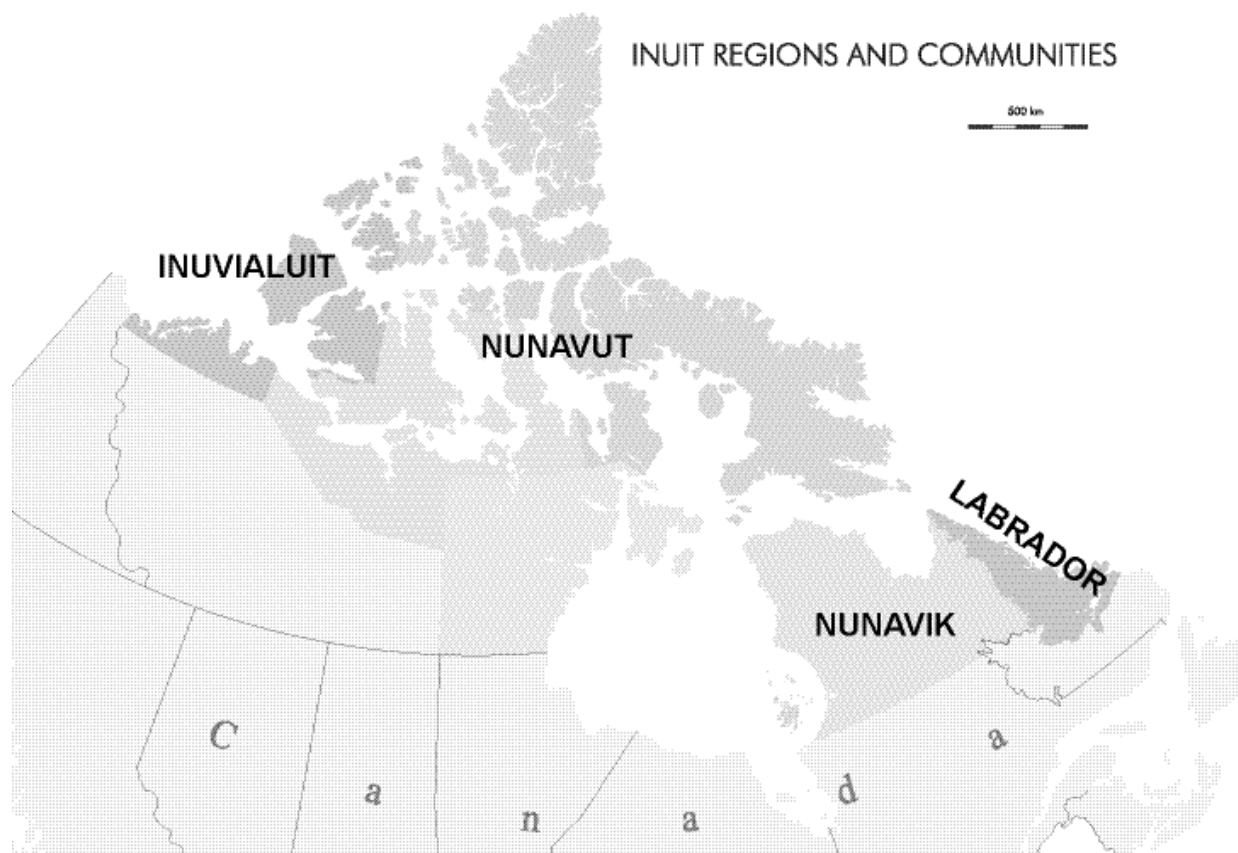 INUIT REGIONS AND COMMUNITIES
500 km
INUVIALUIT
NUNAVUT
LABRADOR
NUNAVIK
C a n a d a